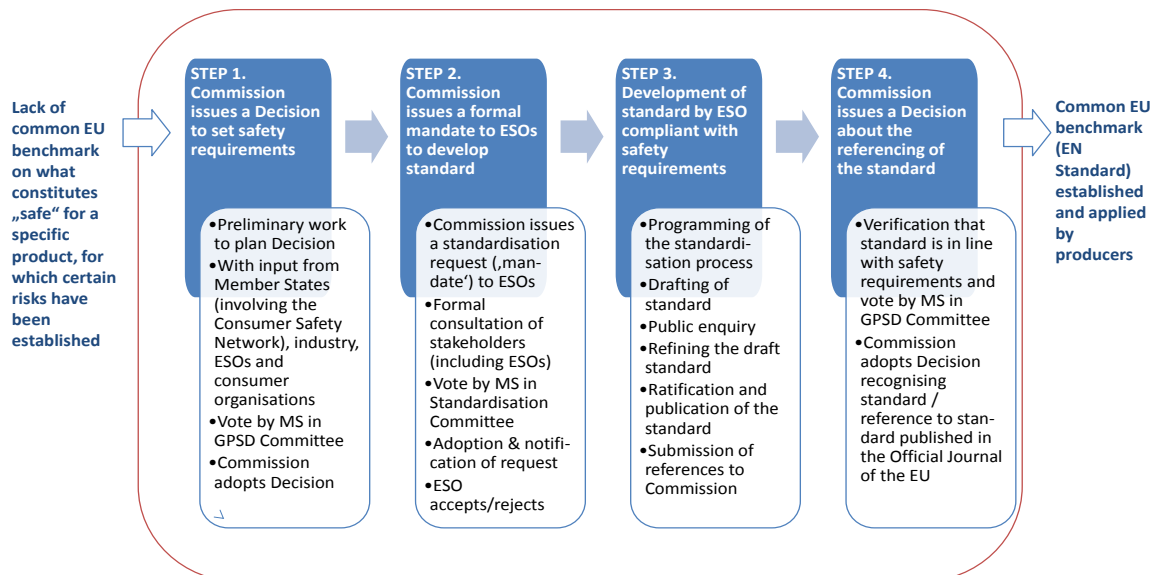 Lack of
common EU
benchmark
on what
constitutes
„safe“ for a
specific
product, for
which certain
risks have
been
established
STEP 1.
Commission
issues a Decision
to set safety
requirements
•Preliminary work
to plan Decision
•With input from
Member States
(involving the
Consumer Safety
Network), industry,
ESOs and
consumer
organisations
•Vote by MS in
GPSD Committee
•Commission
adopts Decision
STEP 2.
Commission
issues a formal
mandate to ESOs
to develop
standard
•Commission issues
a standardisation
request (‚man-
date‘) to ESOs
•Formal
consultation of
stakeholders
(including ESOs)
•Vote by MS in
Standardisation
Committee
•Adoption & notifi-
cation of request
•ESO
accepts/rejects
STEP 3.
Development of
standard by ESO
compliant with
safety
requirements
•Programming of
the standardi-
sation process
•Drafting of
standard
•Public enquiry
•Refining the draft
standard
•Ratification and
publication of the
standard
•Submission of
references to
Commission
STEP 4.
Commission
issues a Decision
about the
referencing of
the standard
•Verification that
standard is in line
with safety
requirements and
vote by MS in
GPSD Committee
•Commission
adopts Decision
recognising
standard /
reference to stan-
dard published in
the Official Journal
of the EU
Common EU
benchmark
(EN
Standard)
established
and applied
by
producers